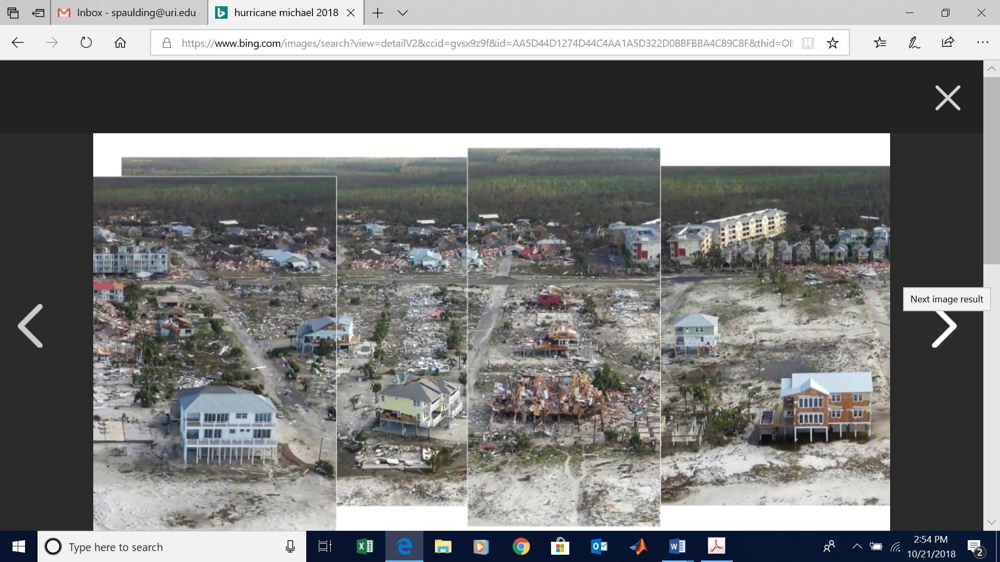 Inbox - spaulding@uri.edu
hurricane michael 2018
https://www.bing.com/images/search?view=detailV2&ccid=gvsx9z9f&id=AA5D44D1274D44C4AA1A5D322D0BBFBBA4C89C8F&thid=OI
Next image result
Type here to search
2:54 PM
10/21/2018
2